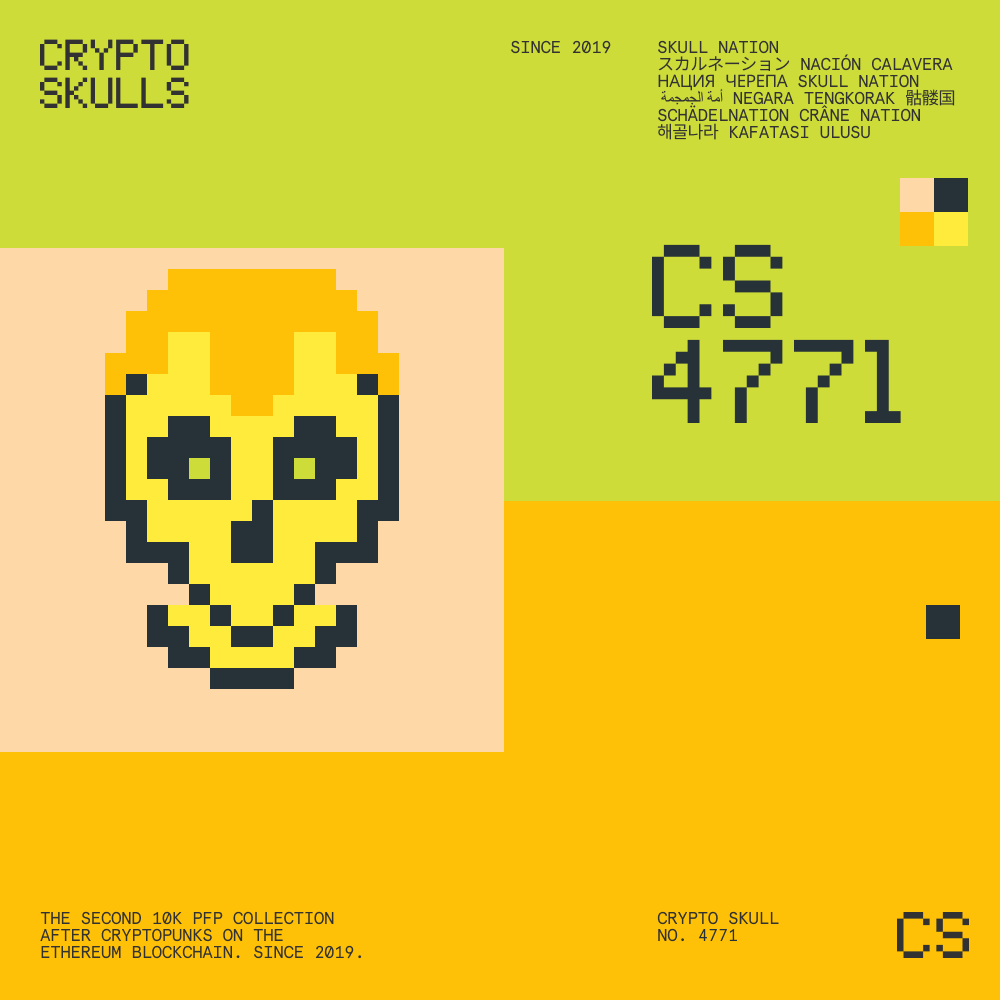 CRYPTO
SKULLS
SINCE 2019
SKULL NATION
スカルネーション NACIÓN CALAVERA
НАЦИЯ ЧЕРЕПА SKULL NATION
أمة الجمجمة NEGARA TENGKORAK 骷髅国
SCHÄDELNATION CRÂNE NATION
해골나라 KAFATASI ULUSU
CS
4771
THE SECOND 10K PFP COLLECTION
AFTER CRYPTOPUNKS ON THE
ETHEREUM BLOCKCHAIN. SINCE 2019.
CRYPTO SKULL
NO. 4771
CS